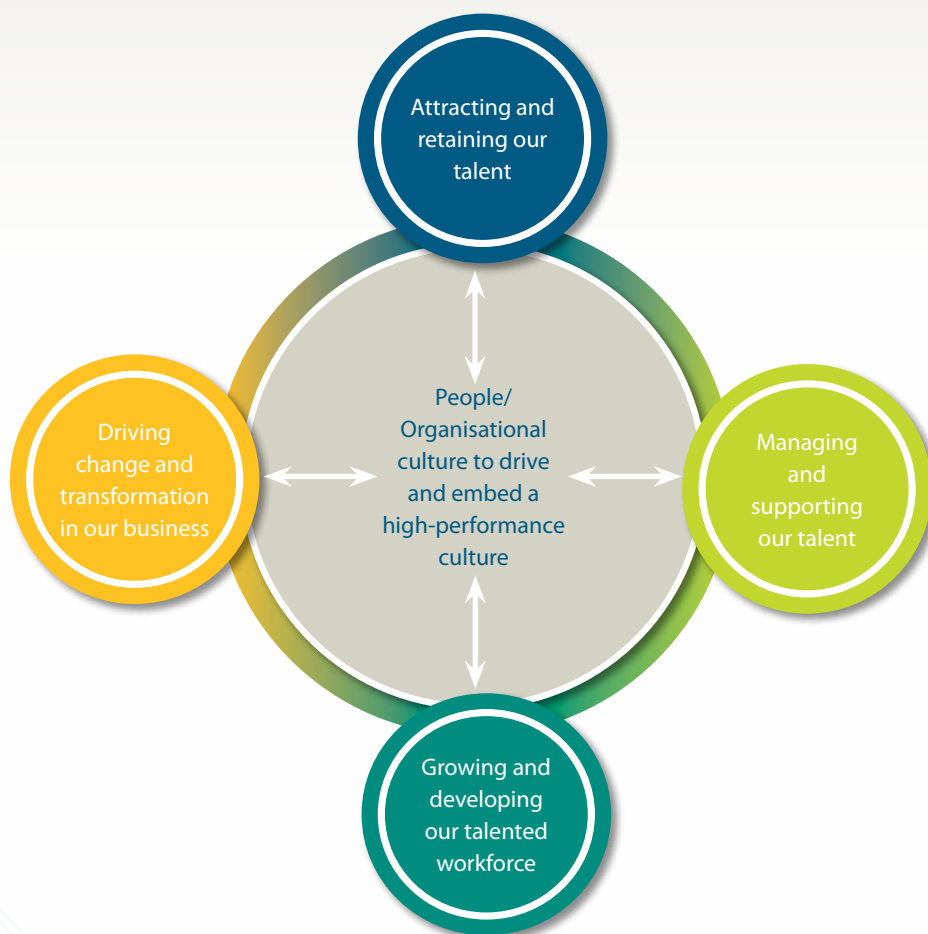 Attracting and
retaining our
talent
People/
Organisational
culture to drive
and embed a
high-performance
culture
Driving
change and
transformation
in our business
Managing
and
supporting
our talent
Growing and
developing
our talented
workforce